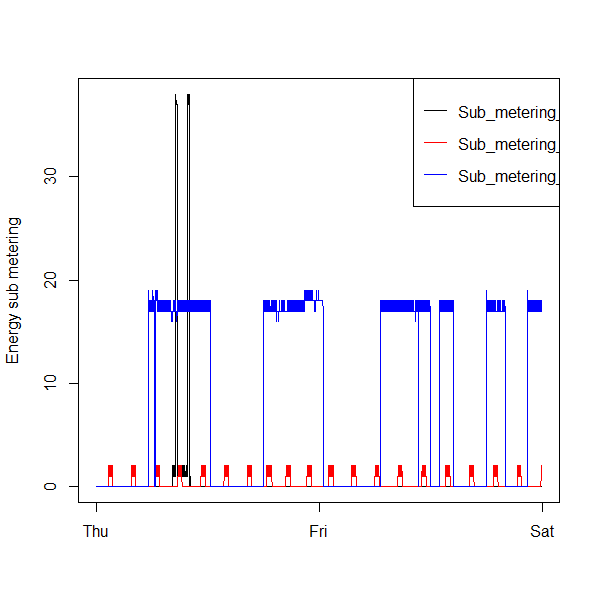 Sub_metering_
Sub_metering_
Sub_metering_
Energy sub metering
30
20
10
0
Thu Fri Sat